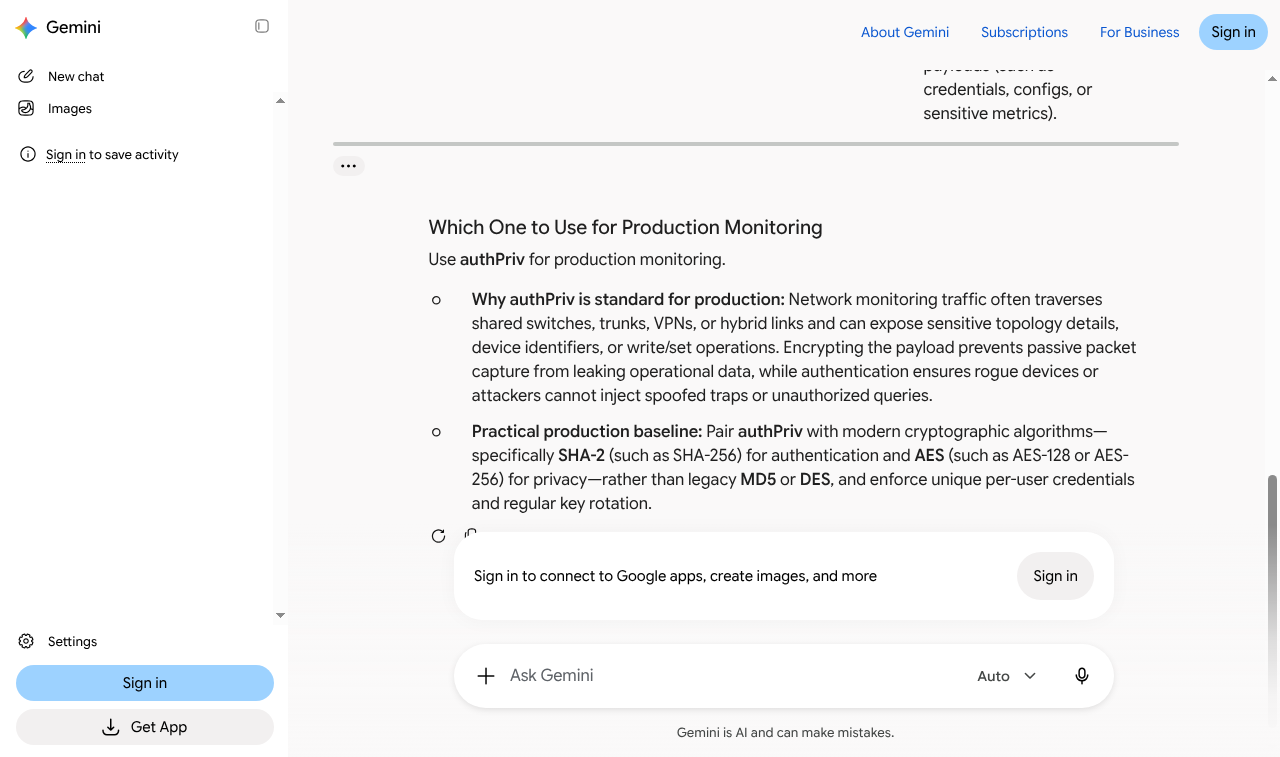 Gemini
New chat
Images
Sign in to save activity
Settings
Sign in
Get App
About Gemini
Subscriptions
For Business
Sign in
payloads (such as
credentials, configs, or
sensitive metrics).
Which One to Use for Production Monitoring
Use authPriv for production monitoring.
Why authPriv is standard for production: Network monitoring traffic often traverses
shared switches, trunks, VPNs, or hybrid links and can expose sensitive topology details,
device identifiers, or write/set operations. Encrypting the payload prevents passive packet
capture from leaking operational data, while authentication ensures rogue devices or
attackers cannot inject spoofed traps or unauthorized queries.
Practical production baseline: Pair authPriv with modern cryptographic algorithms—
specifically SHA-2 (such as SHA-256) for authentication and AES (such as AES-128 or AES-
256) for privacy—rather than legacy MD5 or DES, and enforce unique per-user credentials
and regular key rotation.
Sign in to connect to Google apps, create images, and more
Sign in
Ask Gemini
Auto
Gemini is AI and can make mistakes.